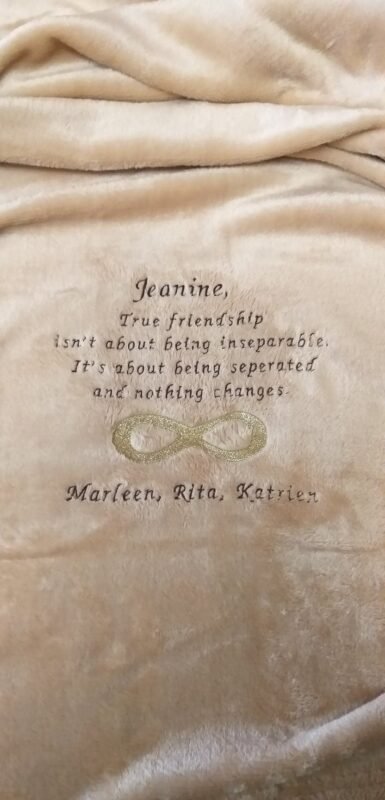 Jeanine,
True friendship
isn't about being inseparable.
It's about being seperated
and nothing changes.
Marleen, Rita, Katrien